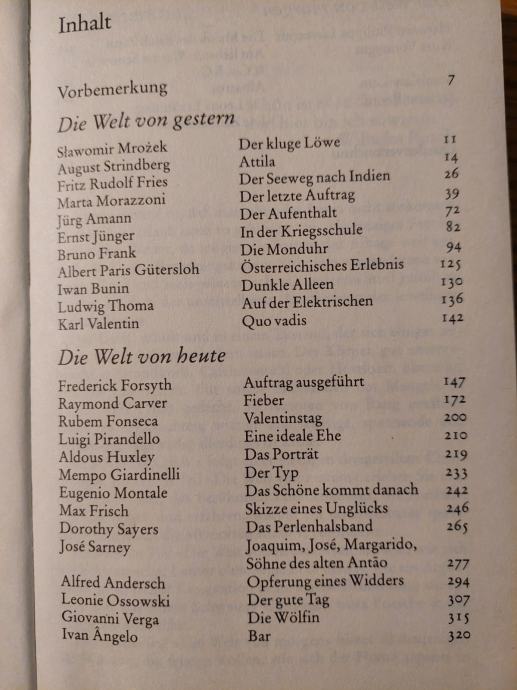 Inhalt
Vorbemerkung 7
Die Welt von gestern
Sławomir Mrożek Der kluge Löwe 11
August Strindberg Attila 14
Fritz Rudolf Fries Der Seeweg nach Indien 26
Marta Morazzoni Der letzte Auftrag 39
Jürg Amann Der Aufenthalt 72
Ernst Jünger In der Kriegsschule 82
Bruno Frank Die Monduhr 94
Albert Paris Gütersloh Österreichisches Erlebnis 125
Iwan Bunin Dunkle Alleen 130
Ludwig Thoma Auf der Elektrischen 136
Karl Valentin Quo vadis 142
Die Welt von heute
Frederick Forsyth Auftrag ausgeführt 147
Raymond Carver Fieber 172
Rubem Fonseca Valentinstag 200
Luigi Pirandello Eine ideale Ehe 210
Aldous Huxley Das Porträt 219
Mempo Giardinelli Der Typ 233
Eugenio Montale Das Schöne kommt danach 242
Max Frisch Skizze eines Unglücks 246
Dorothy Sayers Das Perlenhalsband 265
José Sarney Joaquim, José, Margarido,
Söhne des alten Antão 277
Alfred Andersch Opferung eines Widders 294
Leonie Ossowski Der gute Tag 307
Giovanni Verga Die Wölfin 315
Ivan Ângelo Bar 320